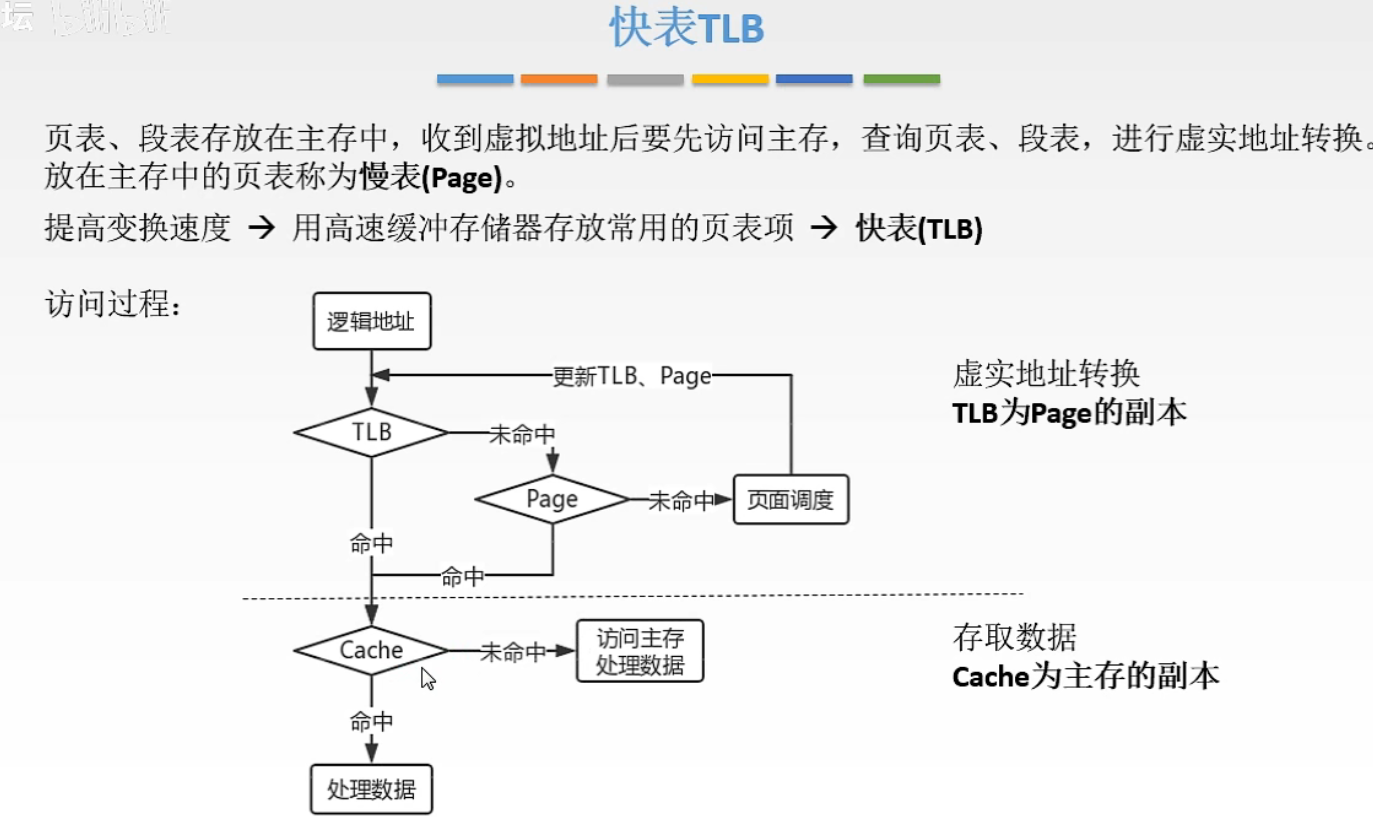 坛
快表TLB
页表、段表存放在主存中，收到虚拟地址后要先访问主存，查询页表、段表，进行虚实地址转换。
放在主存中的页表称为慢表(Page)。
提高变换速度 → 用高速缓冲存储器存放常用的页表项 → 快表(TLB)
访问过程：
逻辑地址
更新TLB、Page
虚实地址转换
TLB为Page的副本
TLB
未命中
Page
未命中
页面调度
命中
命中
Cache
未命中
访问主存
处理数据
存取数据
Cache为主存的副本
命中
处理数据